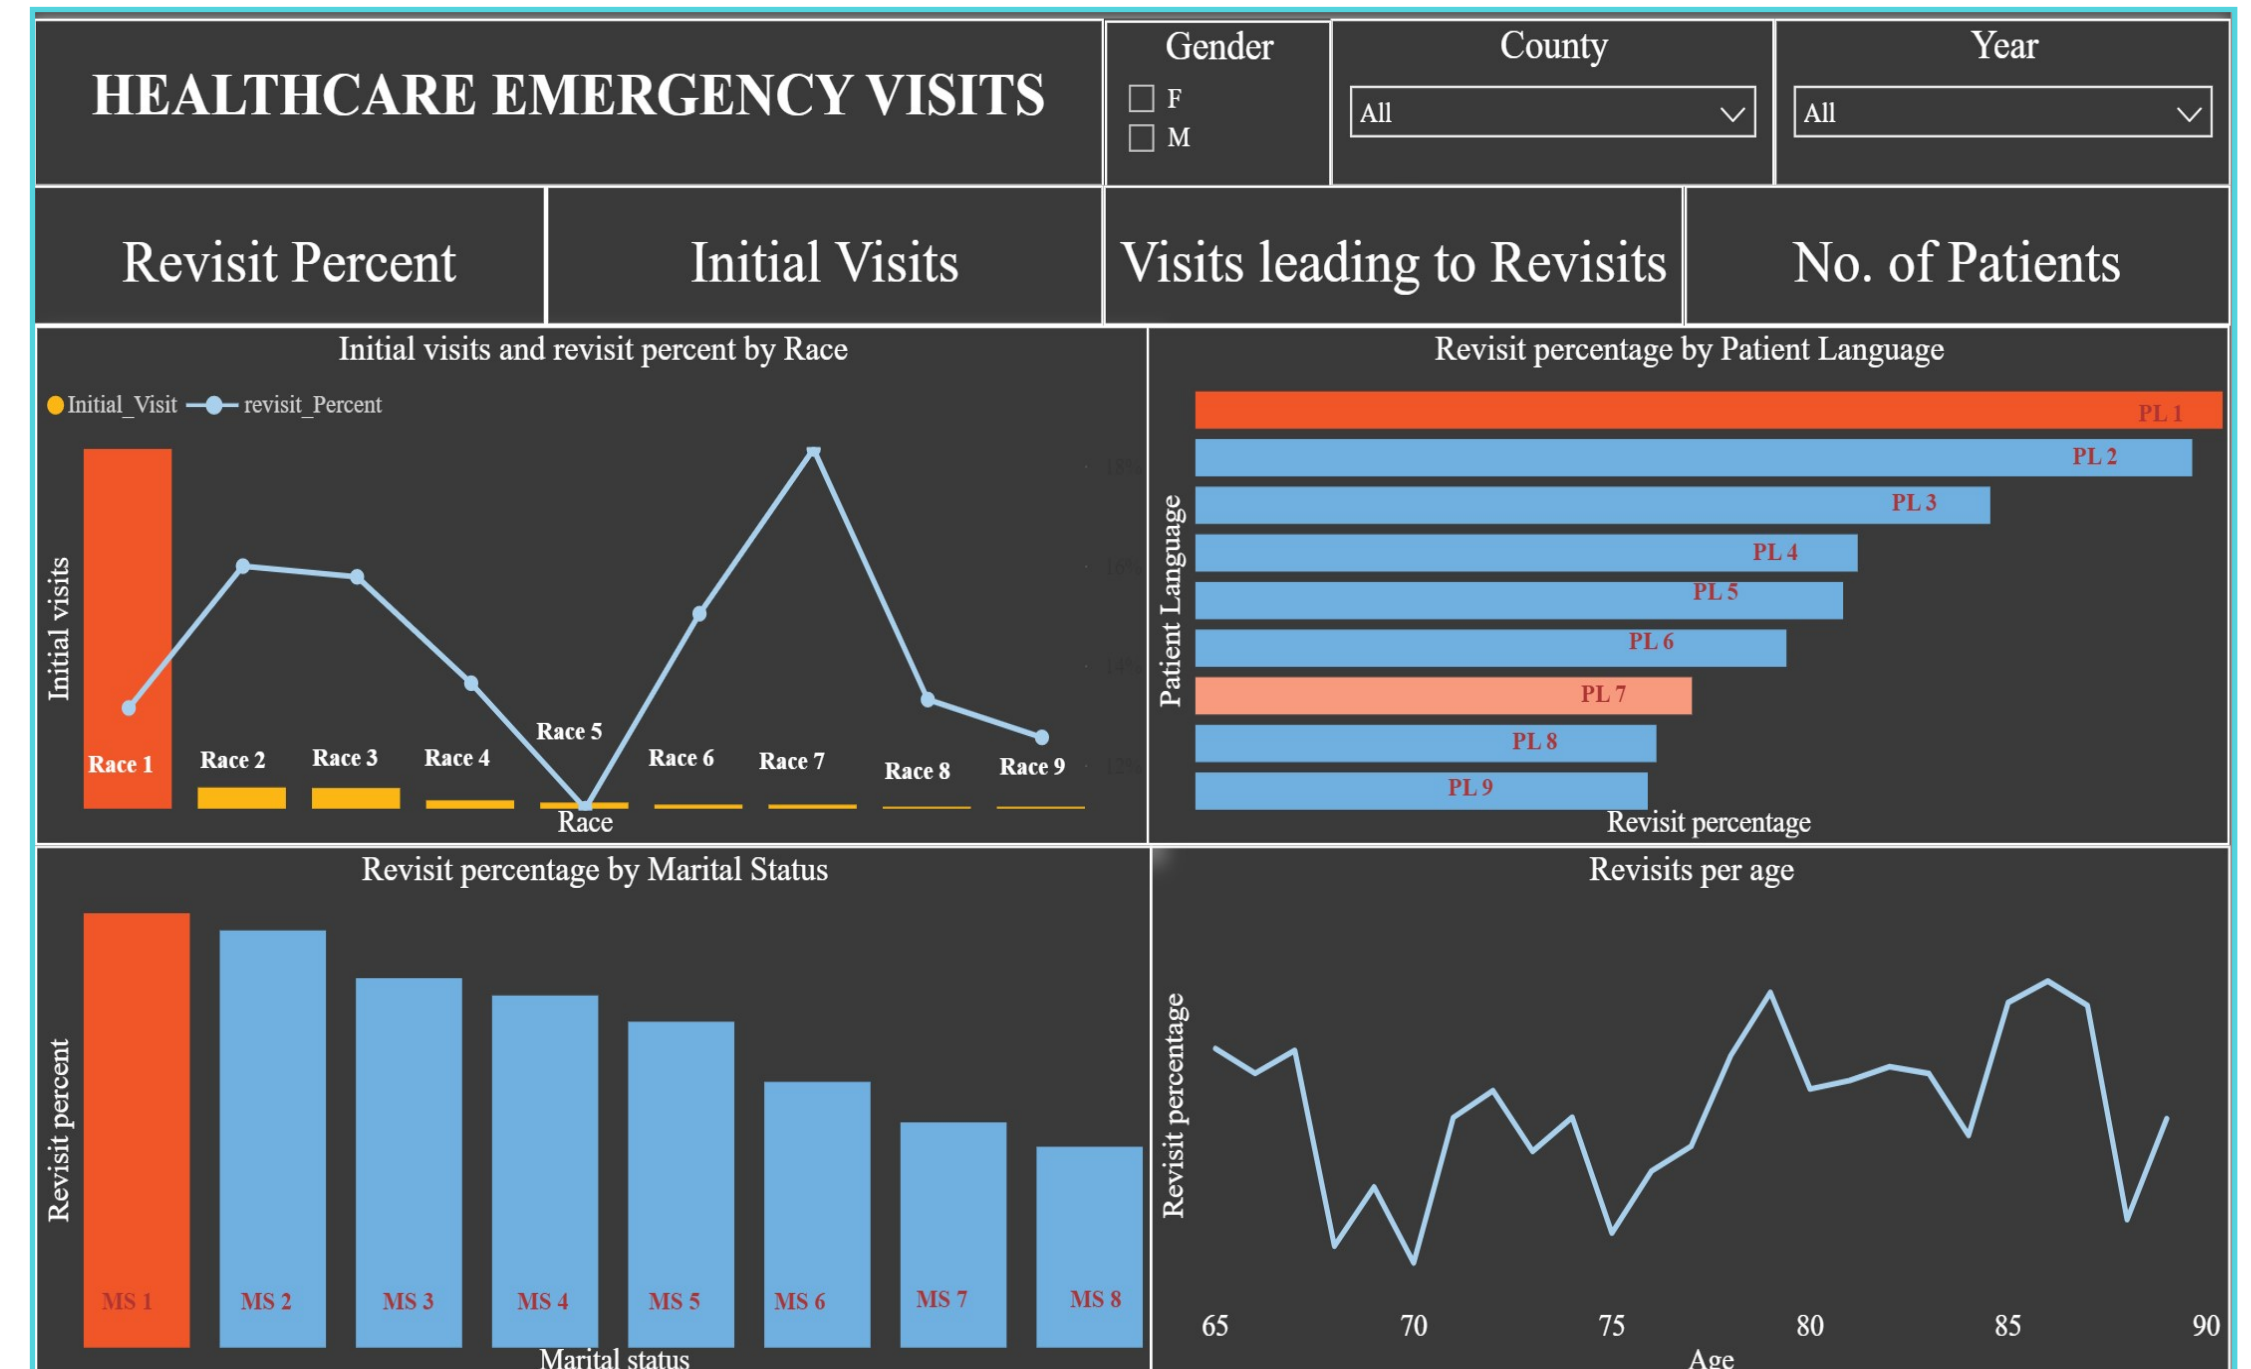 HEALTHCARE EMERGENCY VISITS
Gender
F
M
County
All
Year
All
Revisit Percent
Initial Visits
Visits leading to Revisits
No. of Patients
Initial visits and revisit percent by Race
Initial_Visit
revisit_Percent
Initial visits
18%
16%
14%
12%
Race 1
Race 2
Race 3
Race 4
Race 5
Race 6
Race 7
Race 8
Race 9
Race
Revisit percentage by Patient Language
Patient Language
PL 1
PL 2
PL 3
PL 4
PL 5
PL 6
PL 7
PL 8
PL 9
Revisit percentage
Revisit percentage by Marital Status
Revisit percent
MS 1
MS 2
MS 3
MS 4
MS 5
MS 6
MS 7
MS 8
Marital status
Revisits per age
Revisit percentage
65
70
75
80
85
90
Age